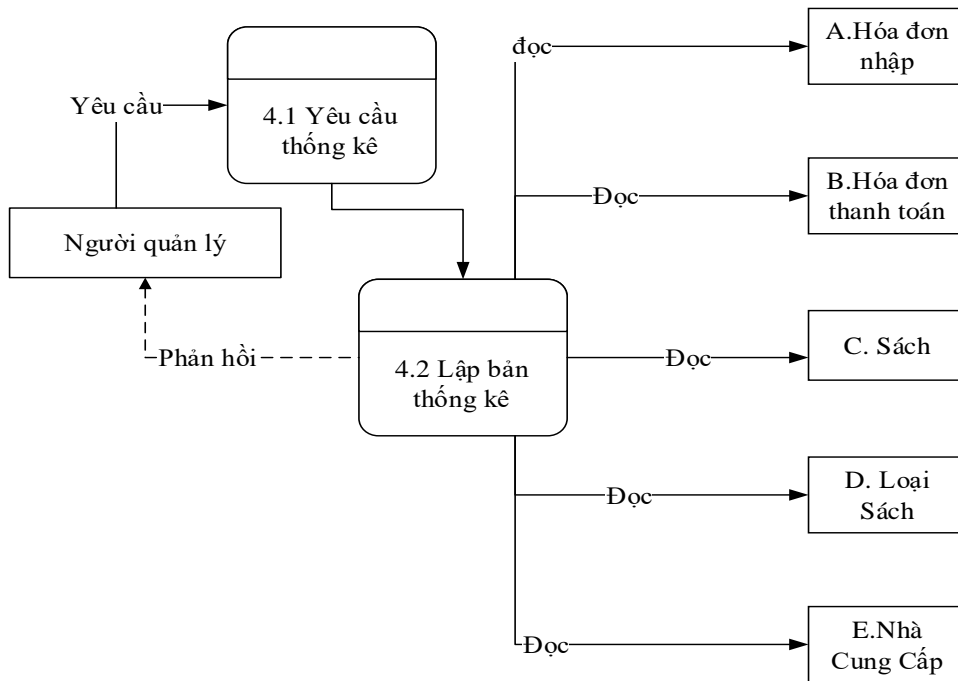 đọc
A.Hóa đơn
nhập
Yêu cầu
4.1 Yêu cầu
thống kê
Đọc
B.Hóa đơn
thanh toán
Người quản lý
Phản hồi
4.2 Lập bản
thống kê
Đọc
C. Sách
Đọc
D. Loại
Sách
Đọc
E.Nhà
Cung Cấp